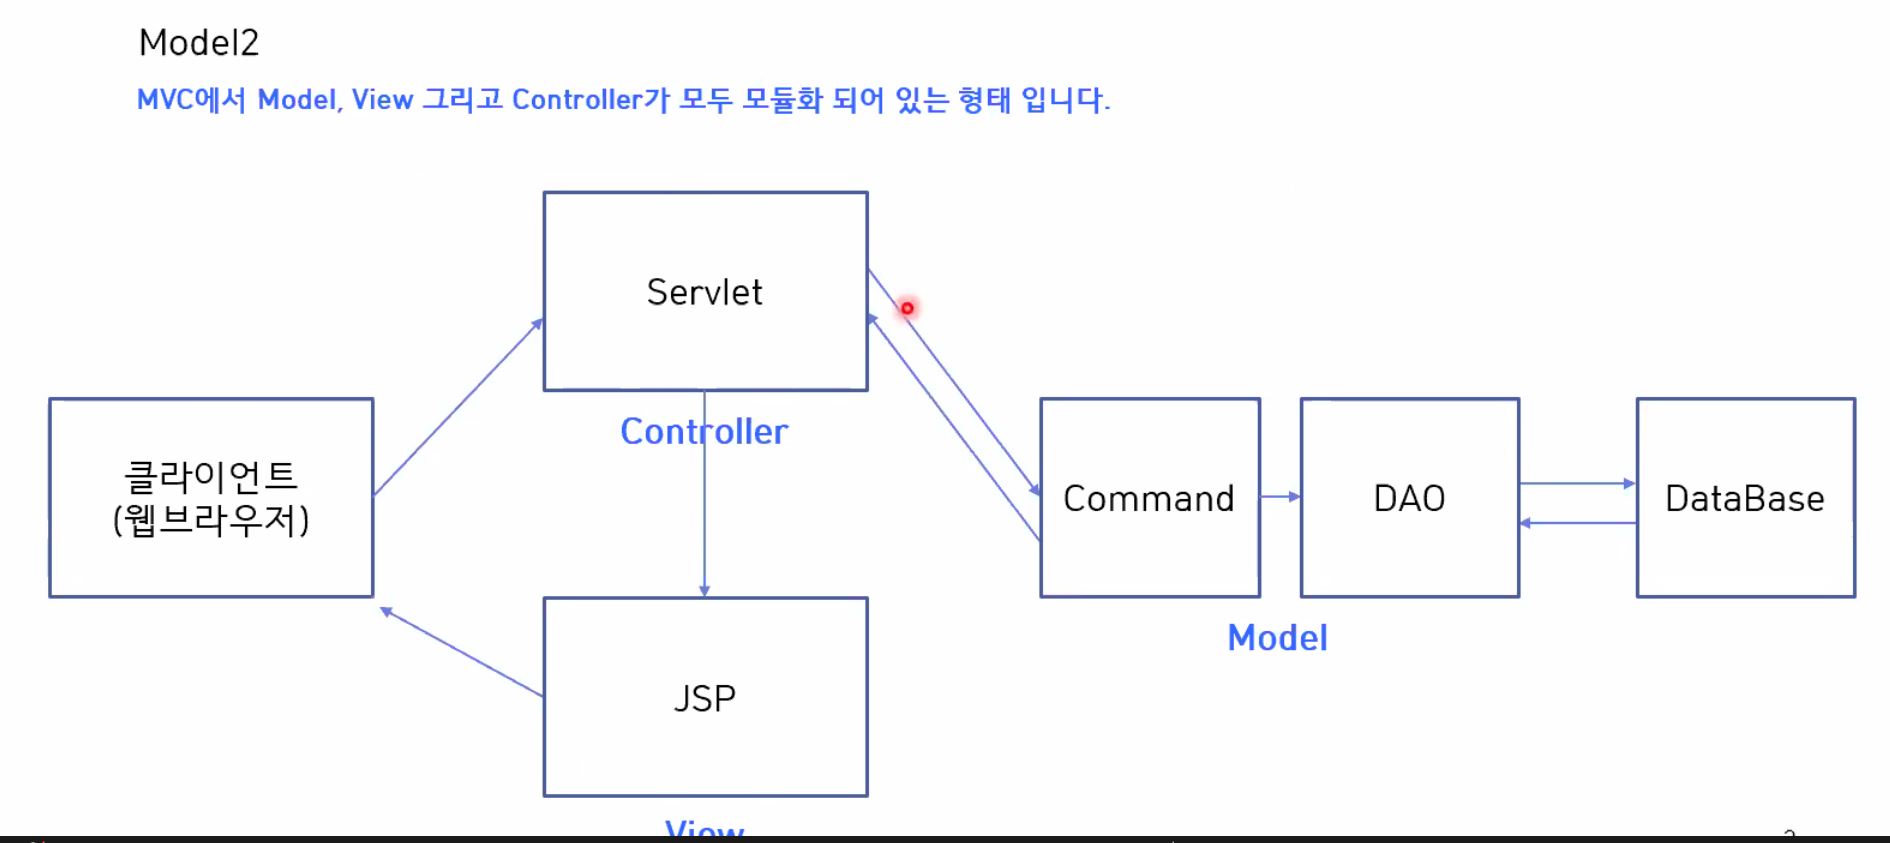 Model2
MVC에서 Model, View 그리고 Controller가 모두 모듈화 되어 있는 형태 입니다.
Servlet
Controller
클라이언트
(웹브라우저)
Command
DAO
DataBase
Model
JSP
View